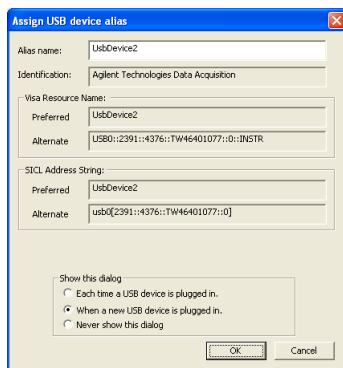 Assign USB device alias
Alias name: UsbDevice2
Identification: Agilent Technologies Data Acquisition
Visa Resource Name:
Preferred UsbDevice2
Alternate USB0::2391::4376::TW46401077::0::INSTR
SICL Address String:
Preferred UsbDevice2
Alternate usb0[2391::4376::TW46401077::0]
Show this dialog
Each time a USB device is plugged in.
When a new USB device is plugged in.
Never show this dialog
OK Cancel